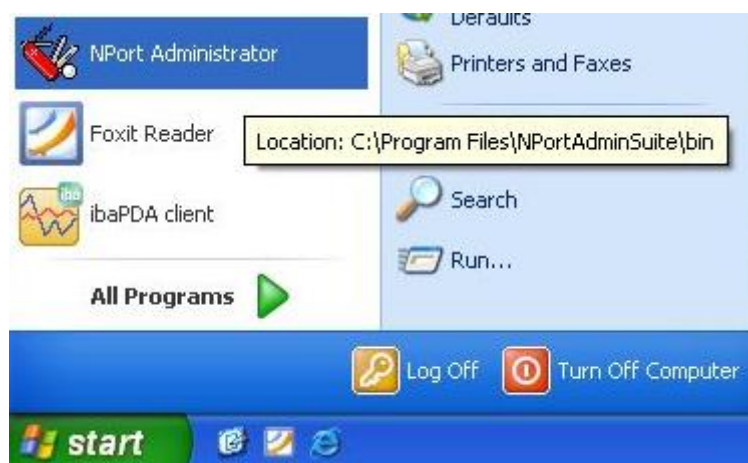 NPort Administrator
Foxit Reader
iba
ibaPDA client
All Programs
Defaults
Printers and Faxes
Location: C:\Program Files\NPortAdminSuite\bin
Search
Run...
Log Off
Turn Off Computer
start